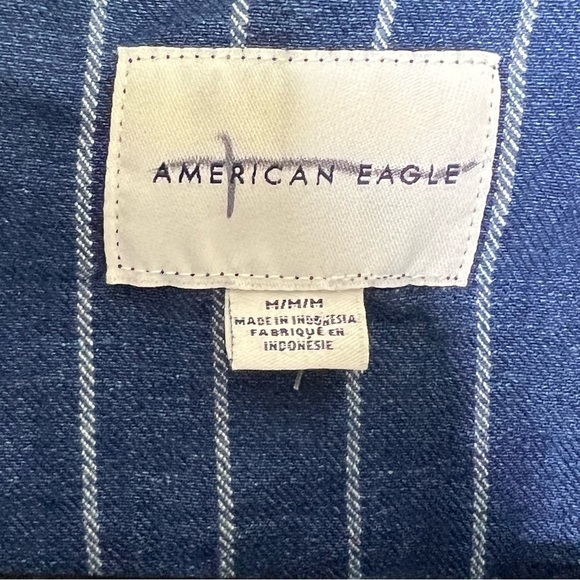 AMERICAN EAGLE
M/M/M
MADE IN INDONESIA
FABRIQUÉ EN
INDONÉSIE